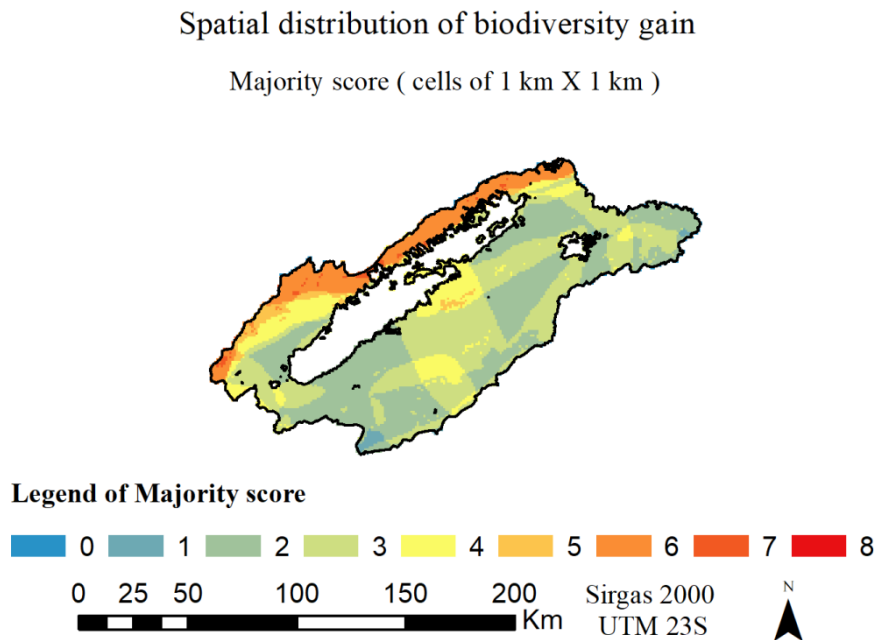 Spatial distribution of biodiversity gain
Majority score ( cells of 1 km X 1 km )
Legend of Majority score
0 1 2 3 4 5 6 7 8
0 25 50 100 150 200
Km
Sirgas 2000
UTM 23S
N